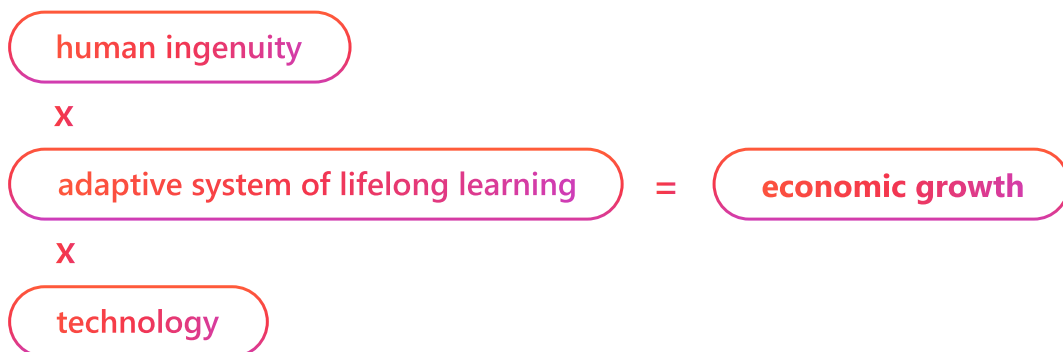 human ingenuity
x
adaptive system of lifelong learning = economic growth
x
technology